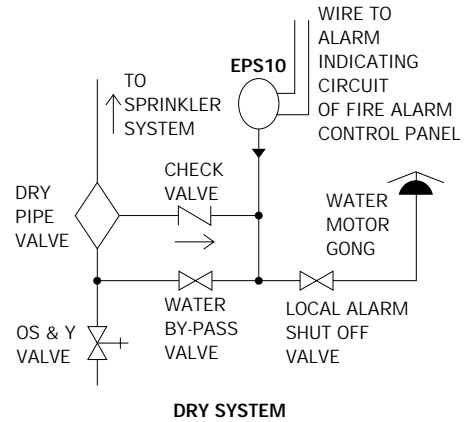 WIRE TO
ALARM
INDICATING
CIRCUIT
OF FIRE ALARM
CONTROL PANEL
EPS10
TO
SPRINKLER
SYSTEM
CHECK
VALVE
DRY
PIPE
VALVE
WATER
MOTOR
GONG
WATER
BY-PASS
VALVE
LOCAL ALARM
SHUT OFF
VALVE
OS & Y
VALVE
DRY SYSTEM